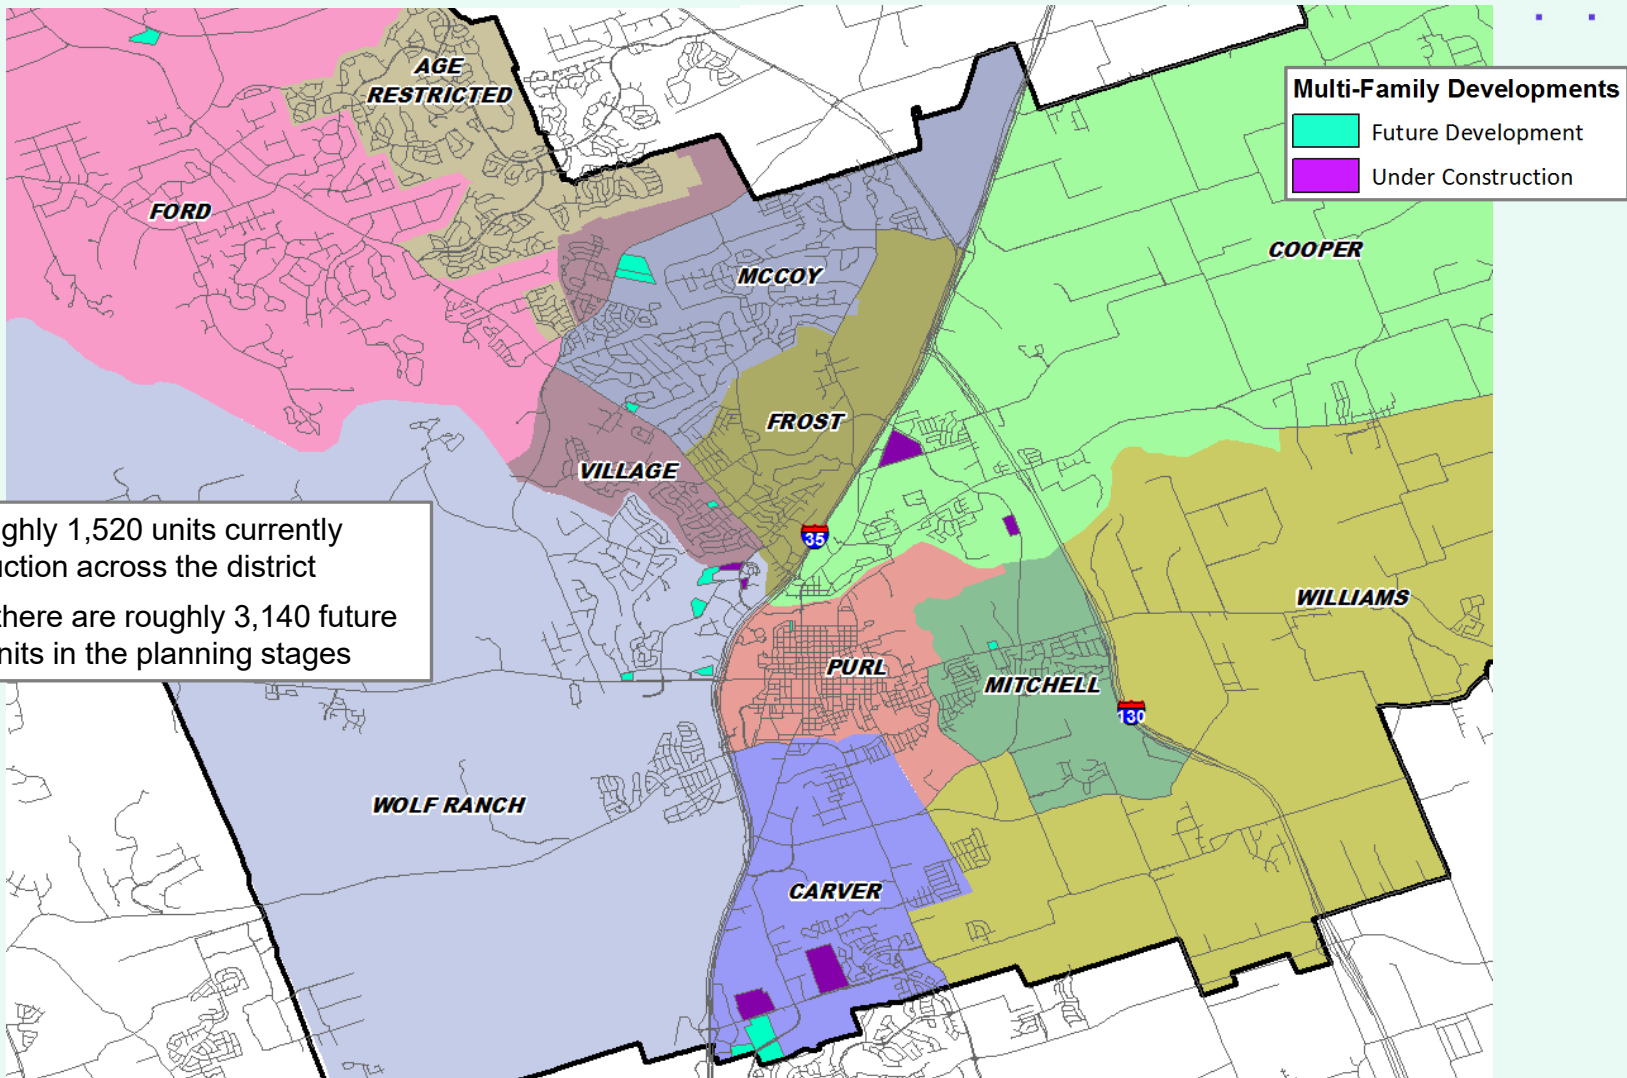 AGE
RESTRICTED
Multi-Family Developments
Future Development
Under Construction
FORD
COOPER
MCCOY
FROST
VILLAGE
35
ghly 1,520 units currently
uction across the district
there are roughly 3,140 future
nits in the planning stages
WILLIAMS
PURL
MITCHELL
130
WOLF RANCH
CARVER